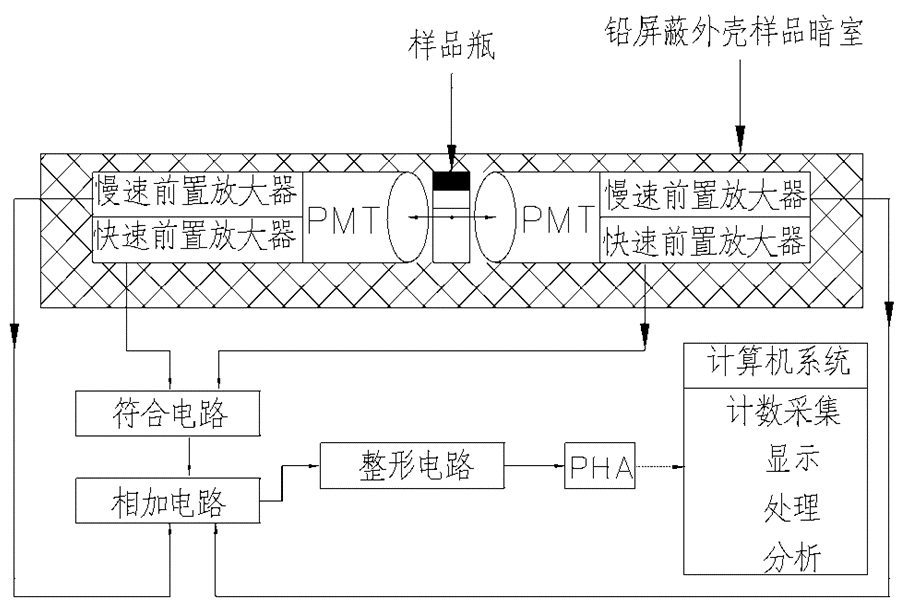 样品瓶
铅屏蔽外壳样品暗室
慢速前置放大器
快速前置放大器
PMT
PMT
慢速前置放大器
快速前置放大器
符合电路
相加电路
整形电路
PHA
计算机系统
计数采集
显示
处理
分析